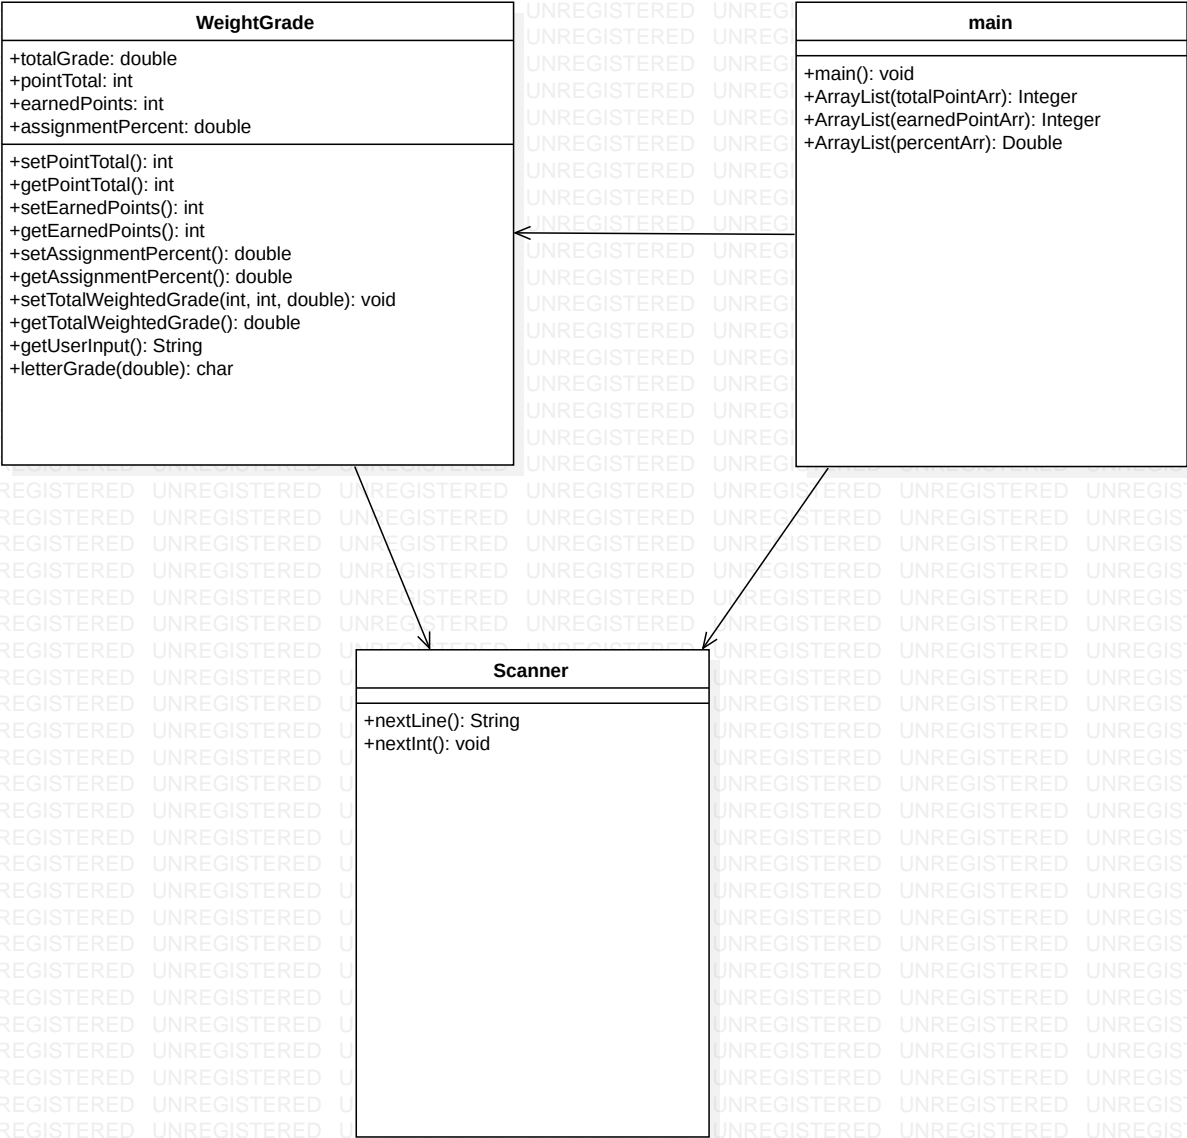 WeightGrade
+totalGrade: double
+pointTotal: int
+earnedPoints: int
+assignmentPercent: double
+setPointTotal(): int
+getPointTotal(): int
+setEarnedPoints(): int
+getEarnedPoints(): int
+setAssignmentPercent(): double
+getAssignmentPercent(): double
+setTotalWeightedGrade(int, int, double): void
+getTotalWeightedGrade(): double
+getUserInput(): String
+letterGrade(double): char
main
+main(): void
+ArrayList(totalPointArr): Integer
+ArrayList(earnedPointArr): Integer
+ArrayList(percentArr): Double
Scanner
+nextLine(): String
+nextInt(): void
UNREGISTERED